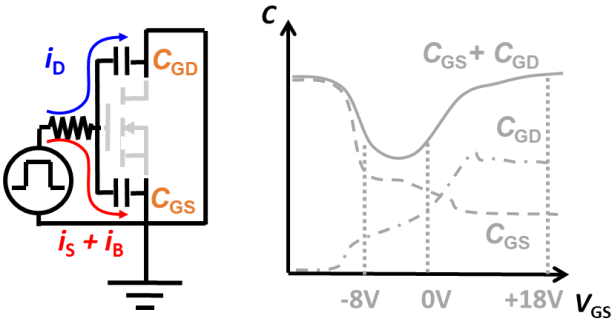 i_D
C_GD
C_GS
i_S + i_B
C
C_GS + C_GD
C_GD
C_GS
-8V 0V +18V V_GS